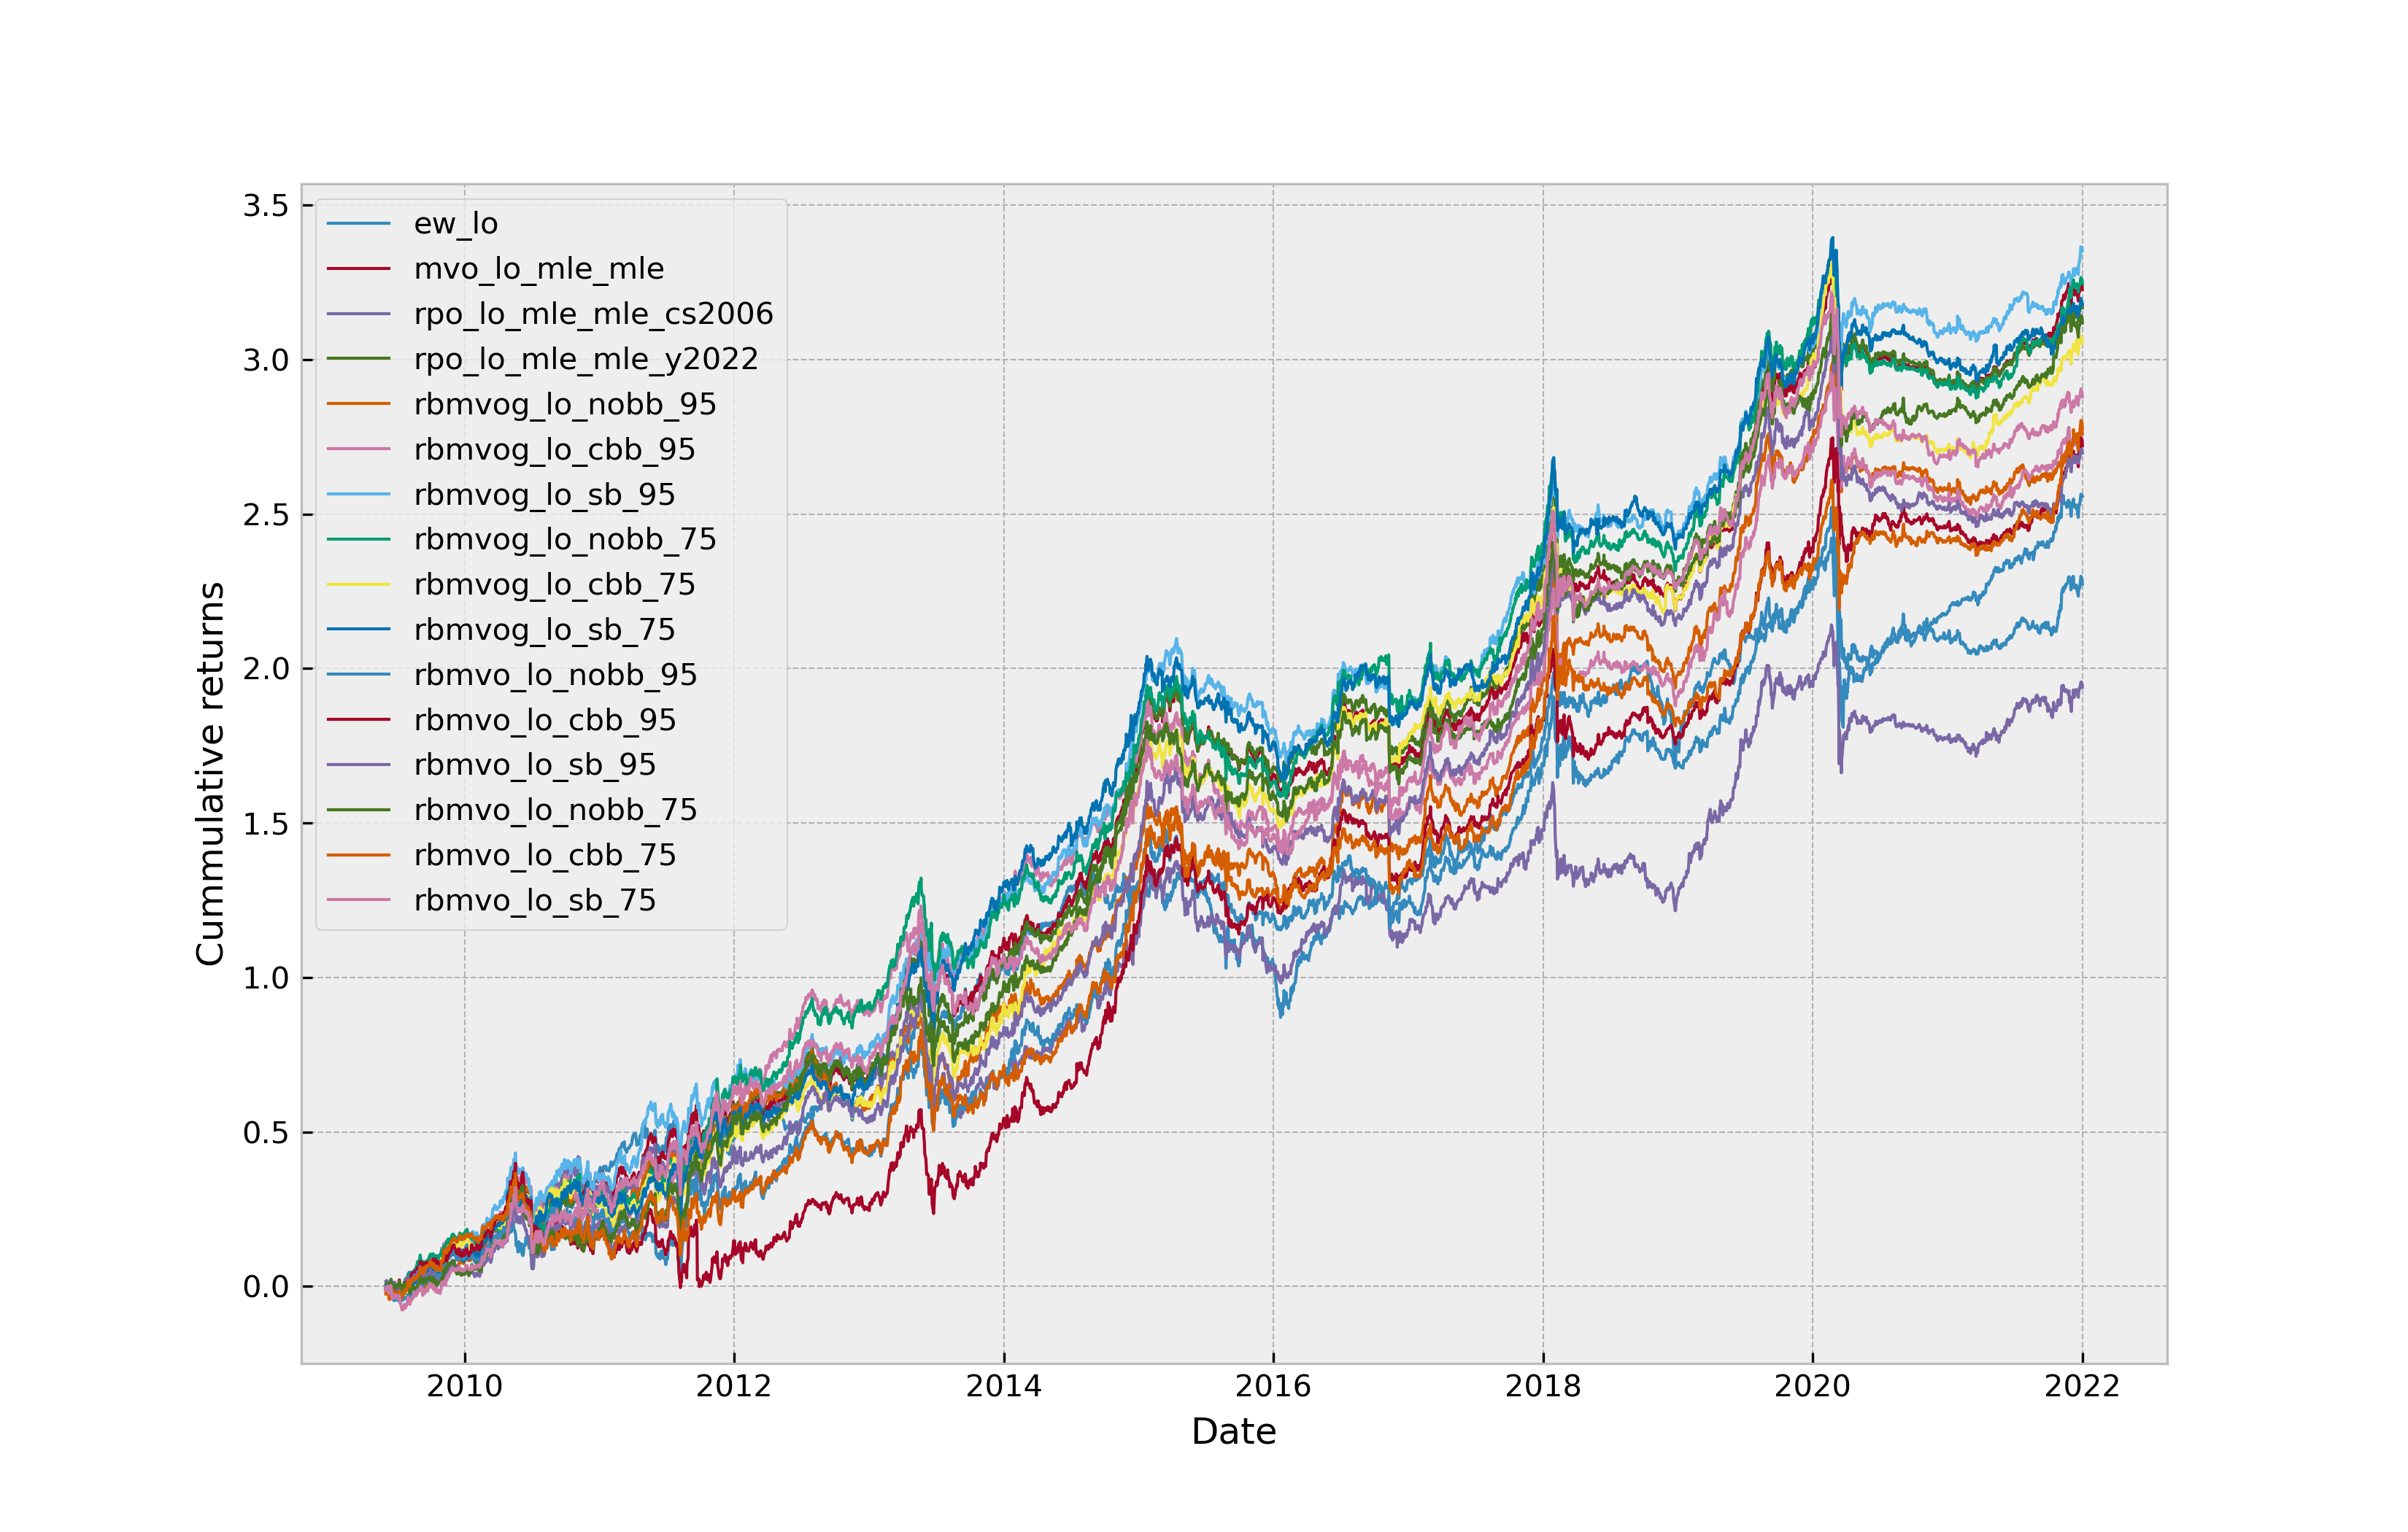 3.5
3.0
2.5
2.0
1.5
1.0
0.5
0.0
Cummulative returns
ew_lo
mvo_lo_mle_mle
rpo_lo_mle_mle_cs2006
rpo_lo_mle_mle_y2022
rbmvog_lo_nobb_95
rbmvog_lo_cbb_95
rbmvog_lo_sb_95
rbmvog_lo_nobb_75
rbmvog_lo_cbb_75
rbmvog_lo_sb_75
rbmvo_lo_nobb_95
rbmvo_lo_cbb_95
rbmvo_lo_sb_95
rbmvo_lo_nobb_75
rbmvo_lo_cbb_75
rbmvo_lo_sb_75
2010 2012 2014 2016 2018 2020 2022
Date